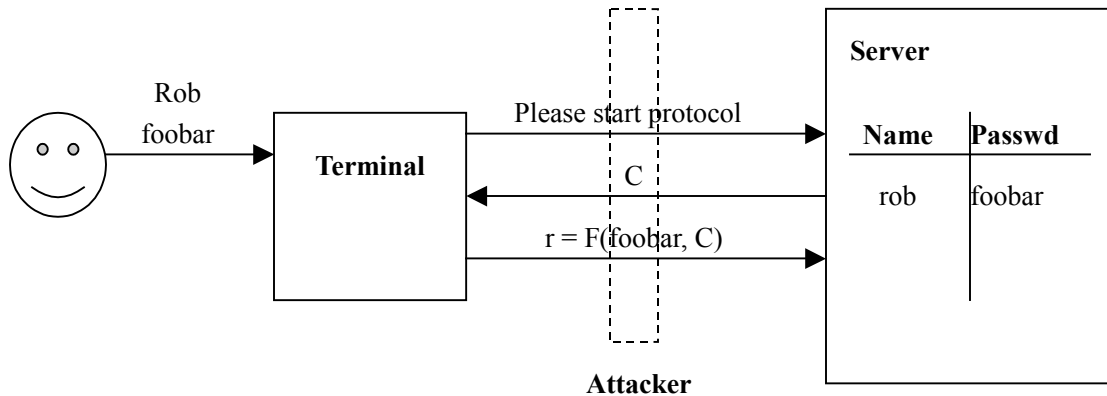 Rob
foobar
Terminal
Please start protocol
C
r = F(foobar, C)
Attacker
Server
Name Passwd
rob foobar